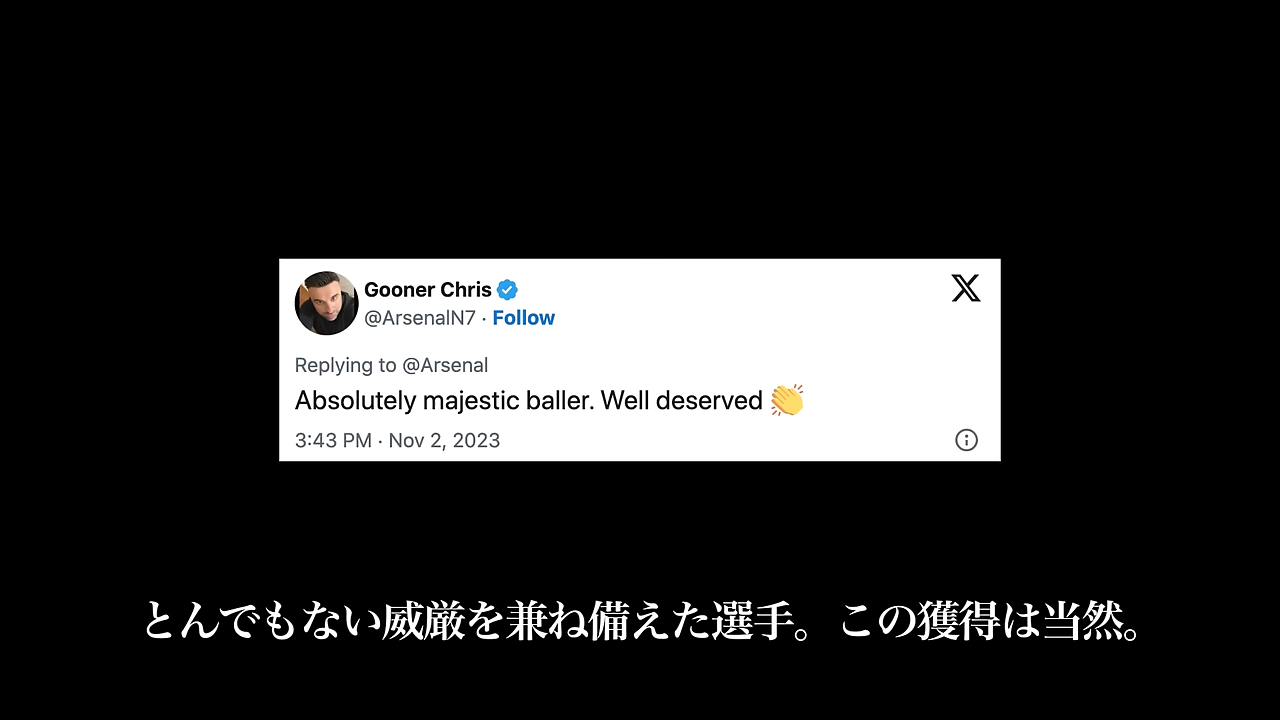 Gooner Chris
@ArsenalN7 · Follow
Replying to @Arsenal
Absolutely majestic baller. Well deserved 👏
3:43 PM · Nov 2, 2023
とんでもない威厳を兼ね備えた選手。この獲得は当然。